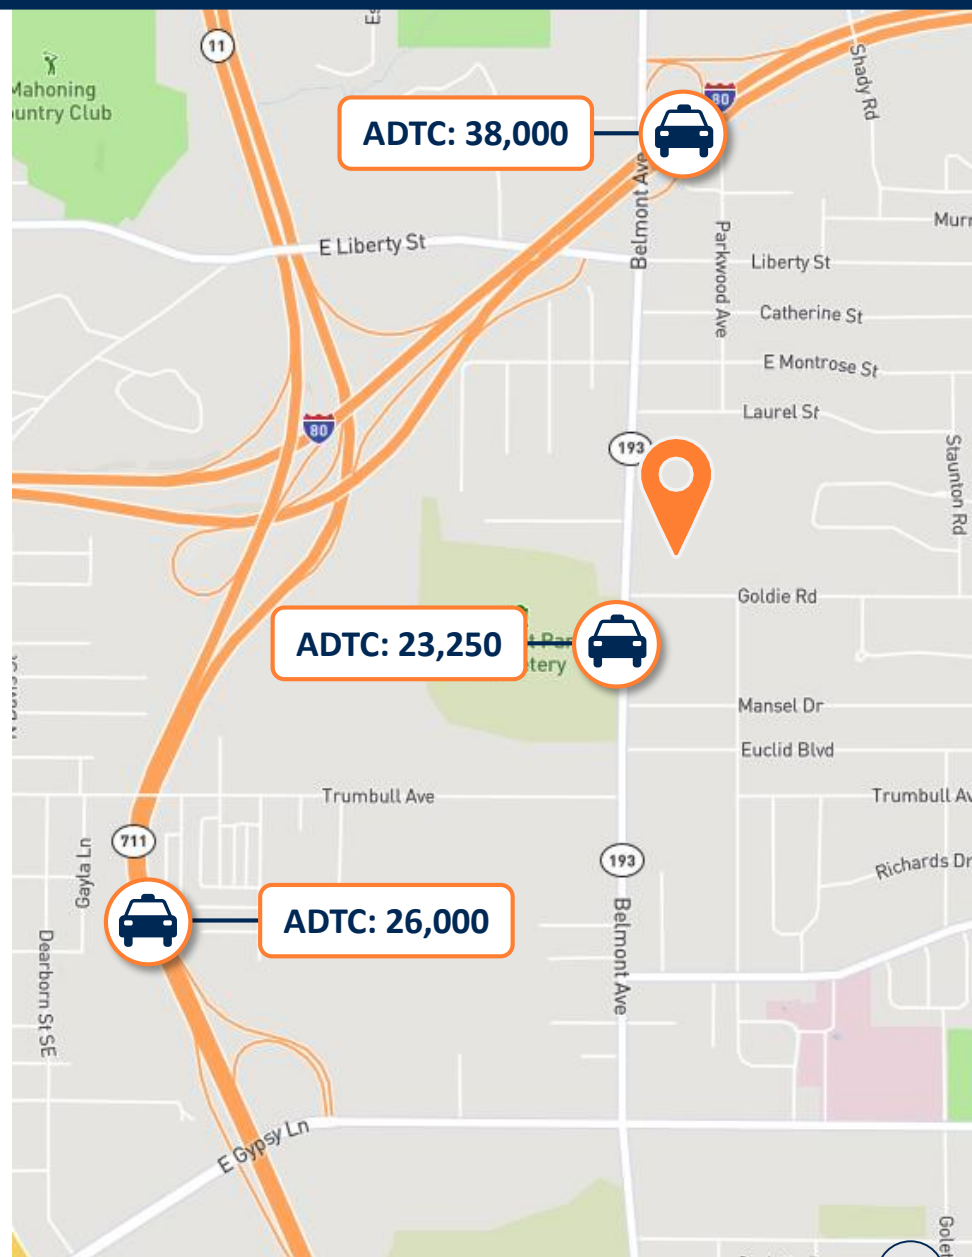 11
Es
Mahoning
untry Club
80
Shady Rd
ADTC: 38,000
Belmont Ave
Parkwood Ave
Murr
E Liberty St
Liberty St
Catherine St
E Montrose St
Laurel St
80
193
Staunton Rd
Goldie Rd
ADTC: 23,250
t Par
tery
Mansel Dr
Euclid Blvd
Trumbull Ave
Trumbull Av
711
193
Gayla Ln
Richards Dr
ADTC: 26,000
Belmont Ave
Dearborn St SE
E Gypsy Ln
Golet